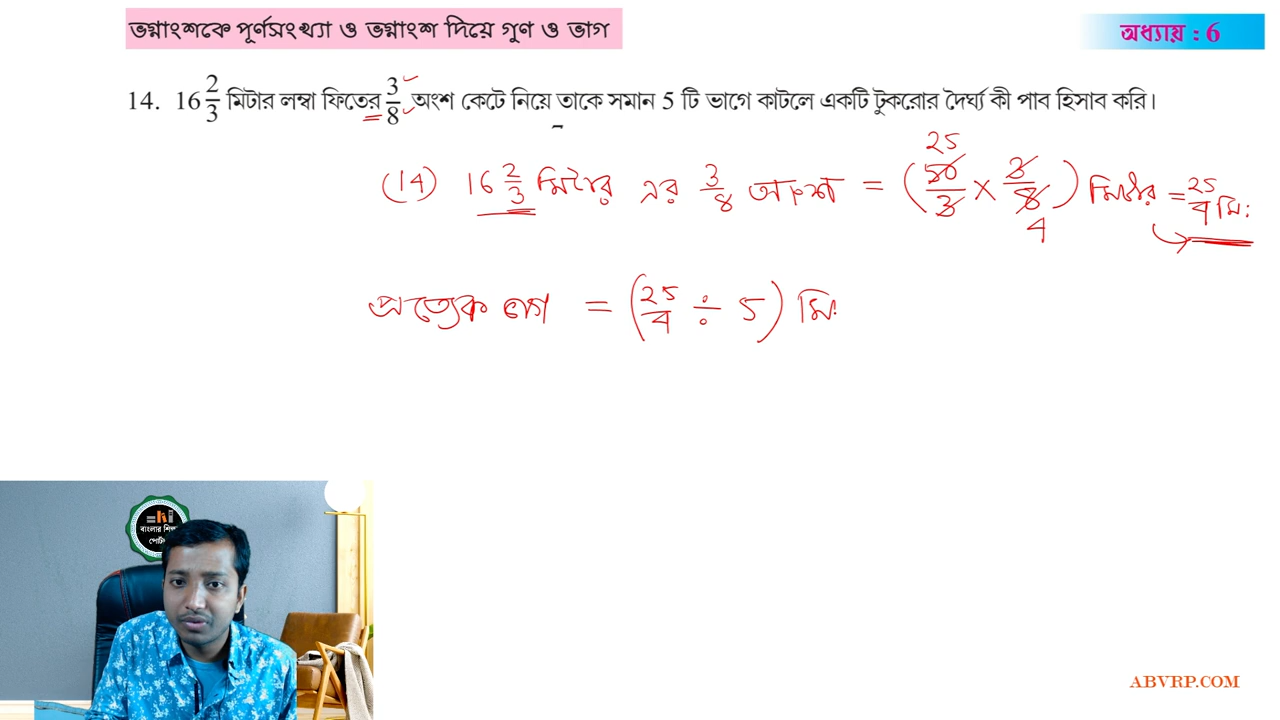 ভগ্নাংশকে পূর্ণসংখ্যা ও ভগ্নাংশ দিয়ে গুণ ও ভাগ
অধ্যায় : 6
14. 16 2/3 মিটার লম্বা ফিতের 3/8 অংশ কেটে নিয়ে তাকে সমান 5 টি ভাগে কাটলে একটি টুকরোর দৈর্ঘ্য কী পাব হিসাব করি।
(14) 16 2/3 মিটার এর 3/8 অংশ = (50/3 × 3/8) মিটার = 25/4 মি:
25
4
প্রত্যেক ভাগ = (25/4 ÷ 5) মি:
বাংলার শিক্ষা
ABVRP.COM